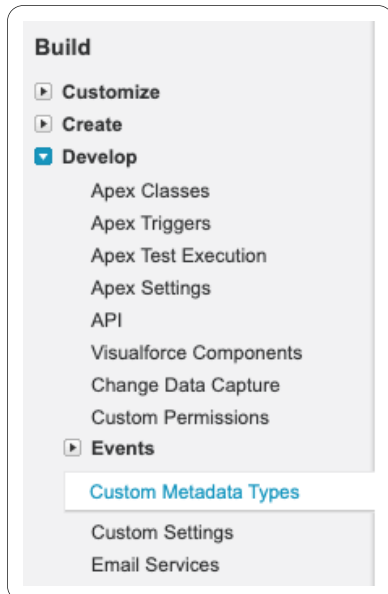 Build
Customize
Create
Develop
Apex Classes
Apex Triggers
Apex Test Execution
Apex Settings
API
Visualforce Components
Change Data Capture
Custom Permissions
Events
Custom Metadata Types
Custom Settings
Email Services